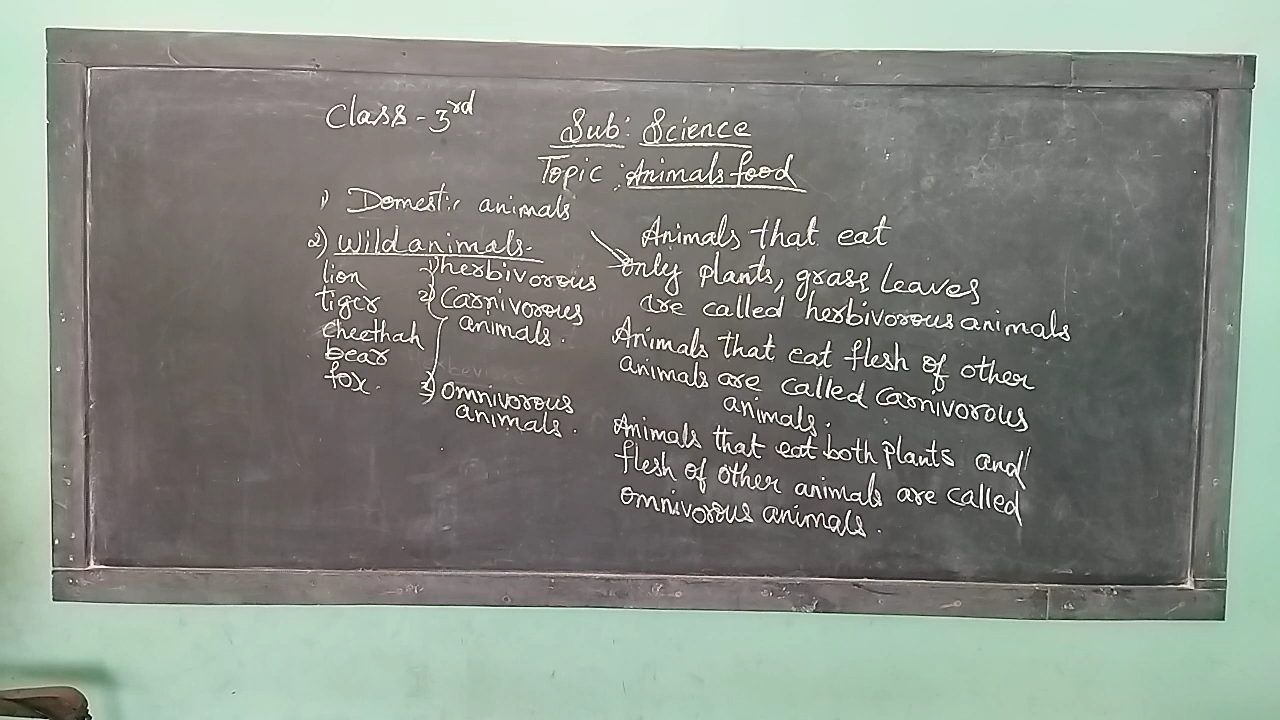 Class - 3rd
Sub: Science
Topic: Animals food
1) Domestic animals
2) Wild animals.
lion
tiger
cheethah
bear
fox.
1) herbivorous
2) Carnivorous
animals.
3) omnivorous
animals.
Animals that eat
only plants, grass leaves
are called herbivorous animals
Animals that eat flesh of other
animals are called carnivorous
animals.
Animals that eat both plants and
flesh of other animals are called
omnivorous animals.